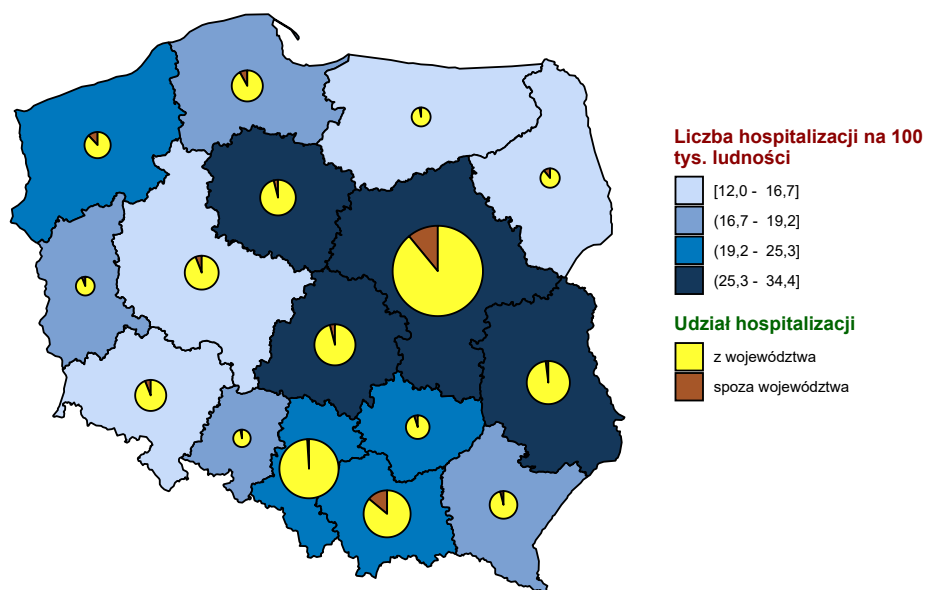 Liczba hospitalizacji na 100
tys. ludności
[12,0 - 16,7]
(16,7 - 19,2]
(19,2 - 25,3]
(25,3 - 34,4]
Udział hospitalizacji
z województwa
spoza województwa